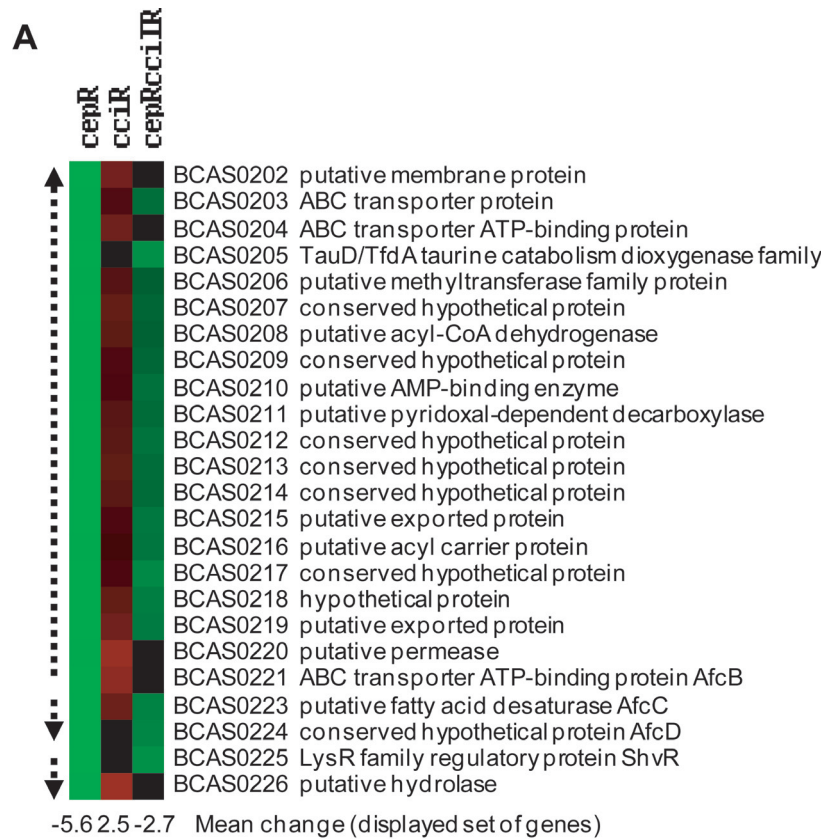 A
cepR
cciR
cepRcciIR
BCAS0202 putative membrane protein
BCAS0203 ABC transporter protein
BCAS0204 ABC transporter ATP-binding protein
BCAS0205 TauD/TfdA taurine catabolism dioxygenase family
BCAS0206 putative methyltransferase family protein
BCAS0207 conserved hypothetical protein
BCAS0208 putative acyl-CoA dehydrogenase
BCAS0209 conserved hypothetical protein
BCAS0210 putative AMP-binding enzyme
BCAS0211 putative pyridoxal-dependent decarboxylase
BCAS0212 conserved hypothetical protein
BCAS0213 conserved hypothetical protein
BCAS0214 conserved hypothetical protein
BCAS0215 putative exported protein
BCAS0216 putative acyl carrier protein
BCAS0217 conserved hypothetical protein
BCAS0218 hypothetical protein
BCAS0219 putative exported protein
BCAS0220 putative permease
BCAS0221 ABC transporter ATP-binding protein AfcB
BCAS0223 putative fatty acid desaturase AfcC
BCAS0224 conserved hypothetical protein AfcD
BCAS0225 LysR family regulatory protein ShvR
BCAS0226 putative hydrolase
-5.6 2.5 -2.7 Mean change (displayed set of genes)